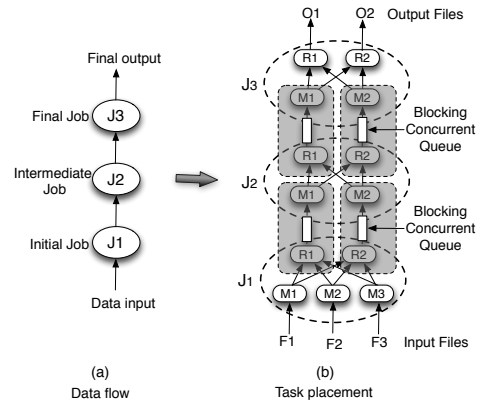 Final output
Final Job
J3
Intermediate
Job
J2
Initial Job
J1
Data input
(a)
Data flow
O1
O2
Output Files
R1
R2
J3
M1
M2
Blocking
Concurrent
Queue
R1
R2
J2
M1
M2
Blocking
Concurrent
Queue
R1
R2
J1
M1
M2
M3
F1
F2
F3
Input Files
(b)
Task placement